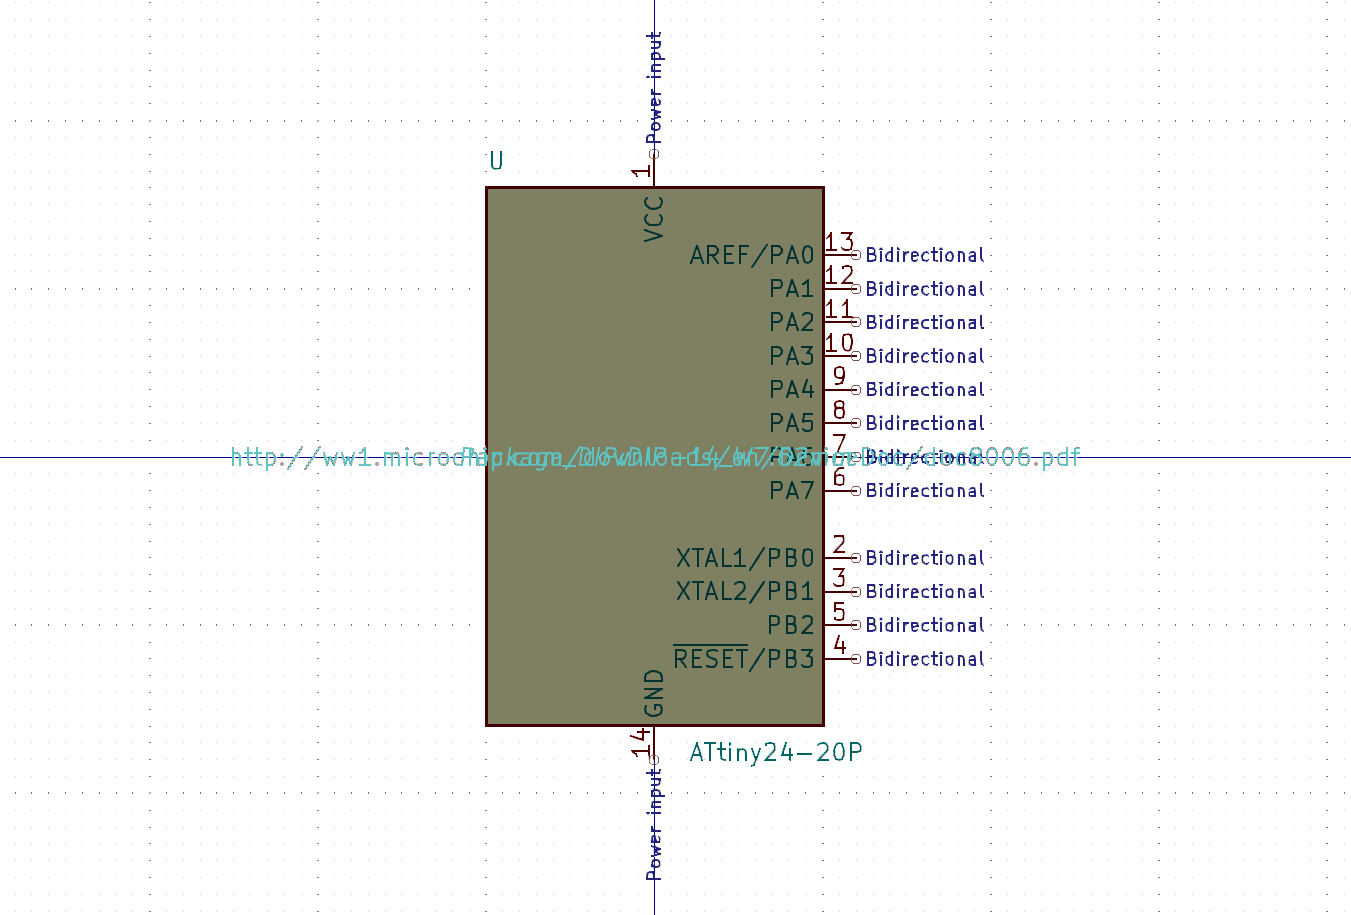 Power input
U
1
VCC
13
AREF/PA0 Bidirectional
12
PA1 Bidirectional
11
PA2 Bidirectional
10
PA3 Bidirectional
9
PA4 Bidirectional
8
PA5 Bidirectional
7
http://ww1.microchip.com/downloads/en/DeviceDoc/doc8006.pdf
Package_DIP:DIP-14_W7.62mm
PA6 Bidirectional
6
PA7 Bidirectional
2
XTAL1/PB0 Bidirectional
3
XTAL2/PB1 Bidirectional
5
PB2 Bidirectional
4
RESET/PB3 Bidirectional
GND
14
ATtiny24-20P
Power input